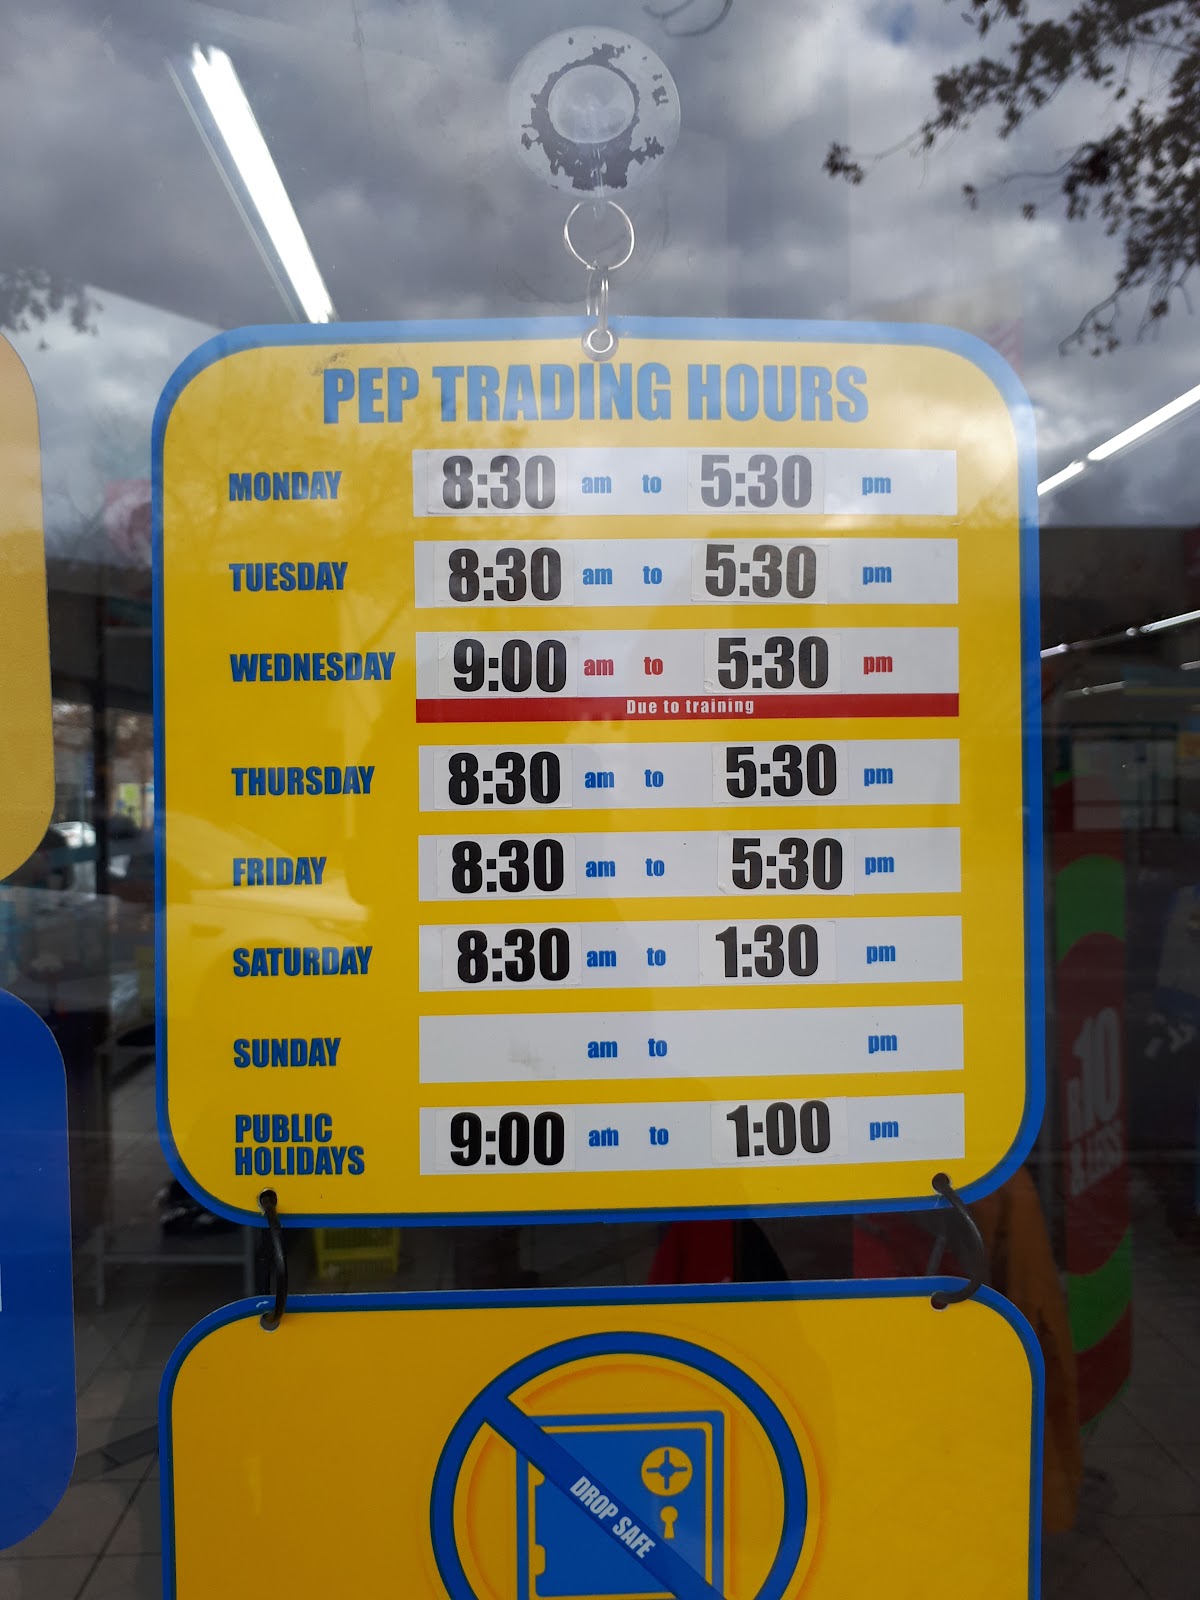 PEP TRADING HOURS
MONDAY 8:30 am to 5:30 pm
TUESDAY 8:30 am to 5:30 pm
WEDNESDAY 9:00 am to 5:30 pm
Due to training
THURSDAY 8:30 am to 5:30 pm
FRIDAY 8:30 am to 5:30 pm
SATURDAY 8:30 am to 1:30 pm
SUNDAY am to pm
PUBLIC
HOLIDAYS 9:00 am to 1:00 pm
DROP SAFE
R10
& LESS